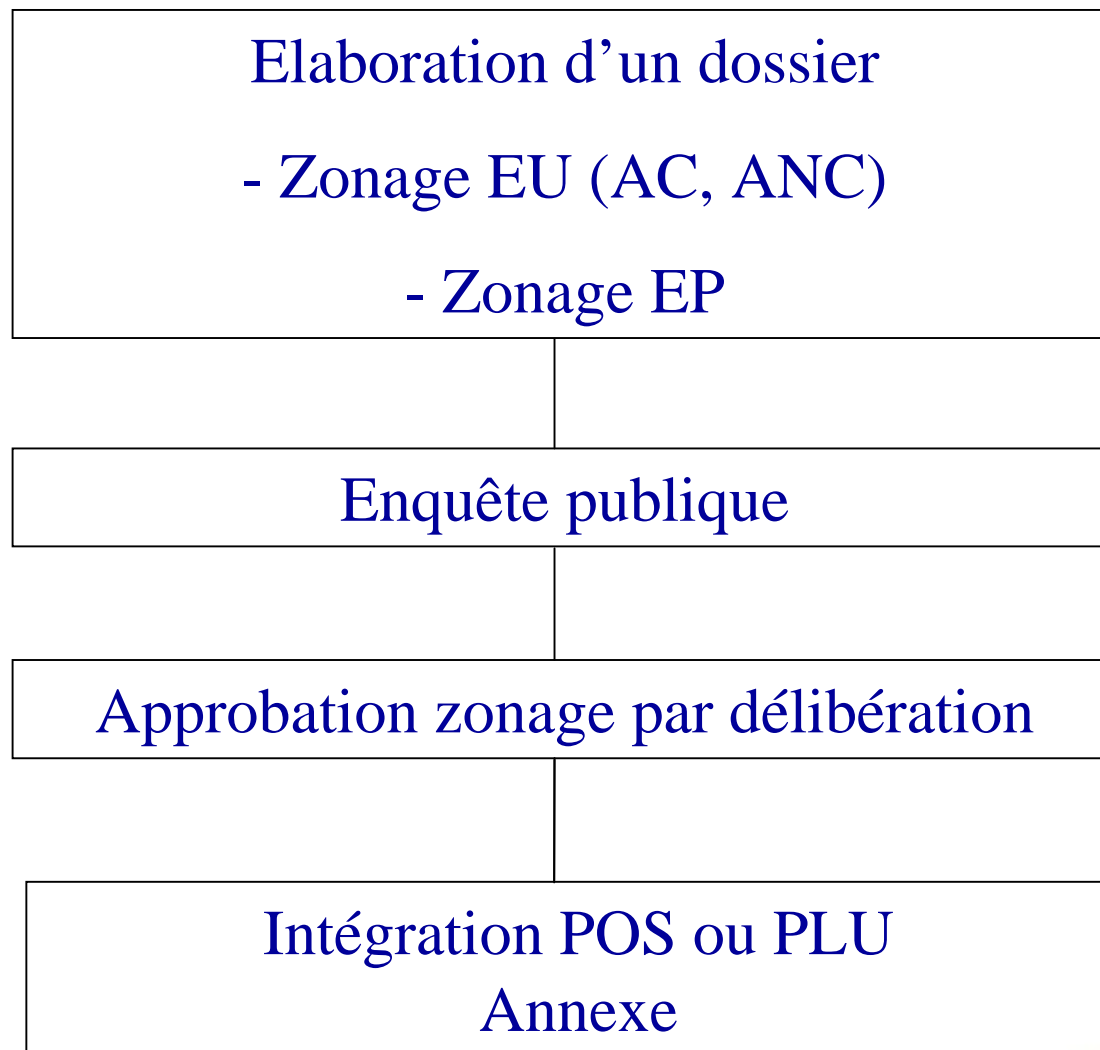 Elaboration d’un dossier
- Zonage EU (AC, ANC)
- Zonage EP
Enquête publique
Approbation zonage par délibération
Intégration POS ou PLU
Annexe